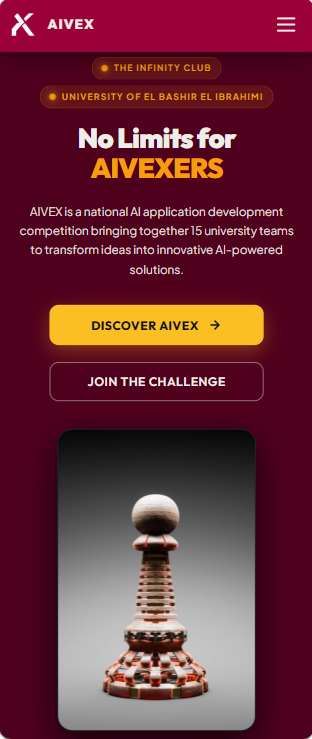 AIVEX
THE INFINITY CLUB
UNIVERSITY OF EL BASHIR EL IBRAHIMI
No Limits for
AIVEXERS
AIVEX is a national AI application development
competition bringing together 15 university teams
to transform ideas into innovative AI-powered
solutions.
DISCOVER AIVEX →
JOIN THE CHALLENGE